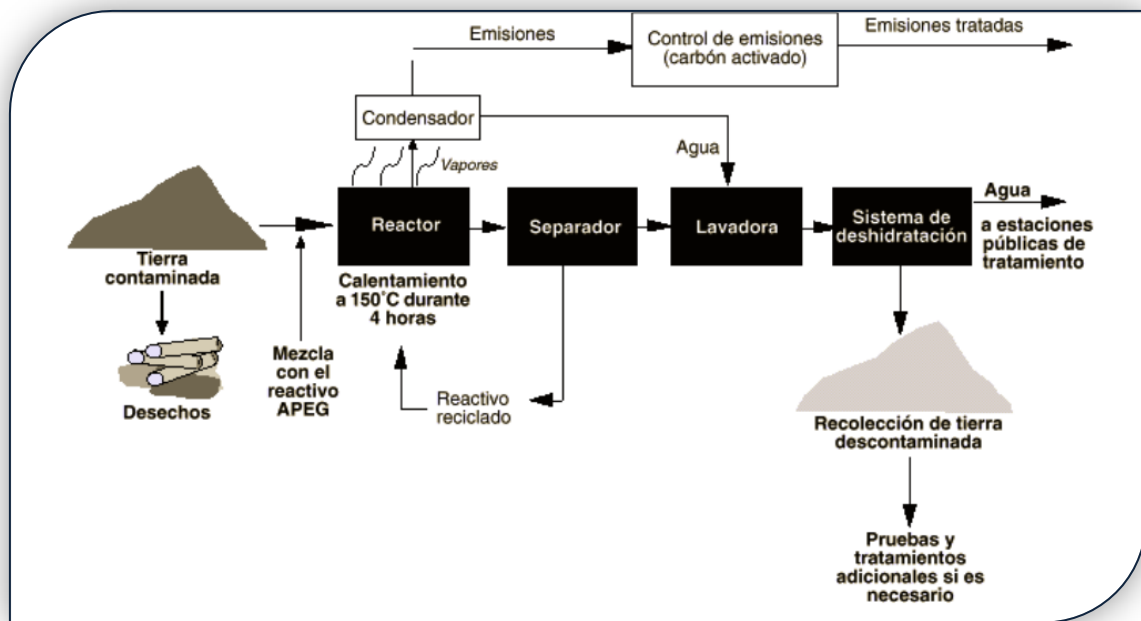 Emisiones
Control de emisiones
(carbón activado)
Emisiones tratadas
Condensador
Agua
Vapores
Tierra
contaminada
Reactor
Separador
Lavadora
Sistema de
deshidratación
Agua
a estaciones
públicas de
tratamiento
Calentamiento
a 150°C durante
4 horas
Mezcla
con el
reactivo
APEG
Desechos
Reactivo
reciclado
Recolección de tierra
descontaminada
Pruebas y
tratamientos
adicionales si es
necesario